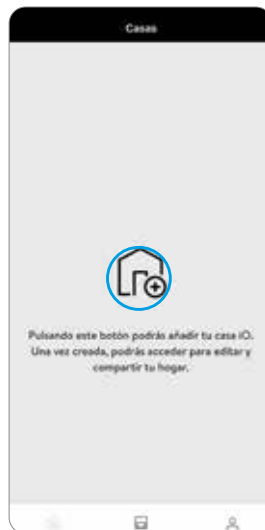 Casas
Pulsando este botón podrás añadir tu casa iO.
Una vez creada, podrás acceder para editar y
compartir tu hogar.